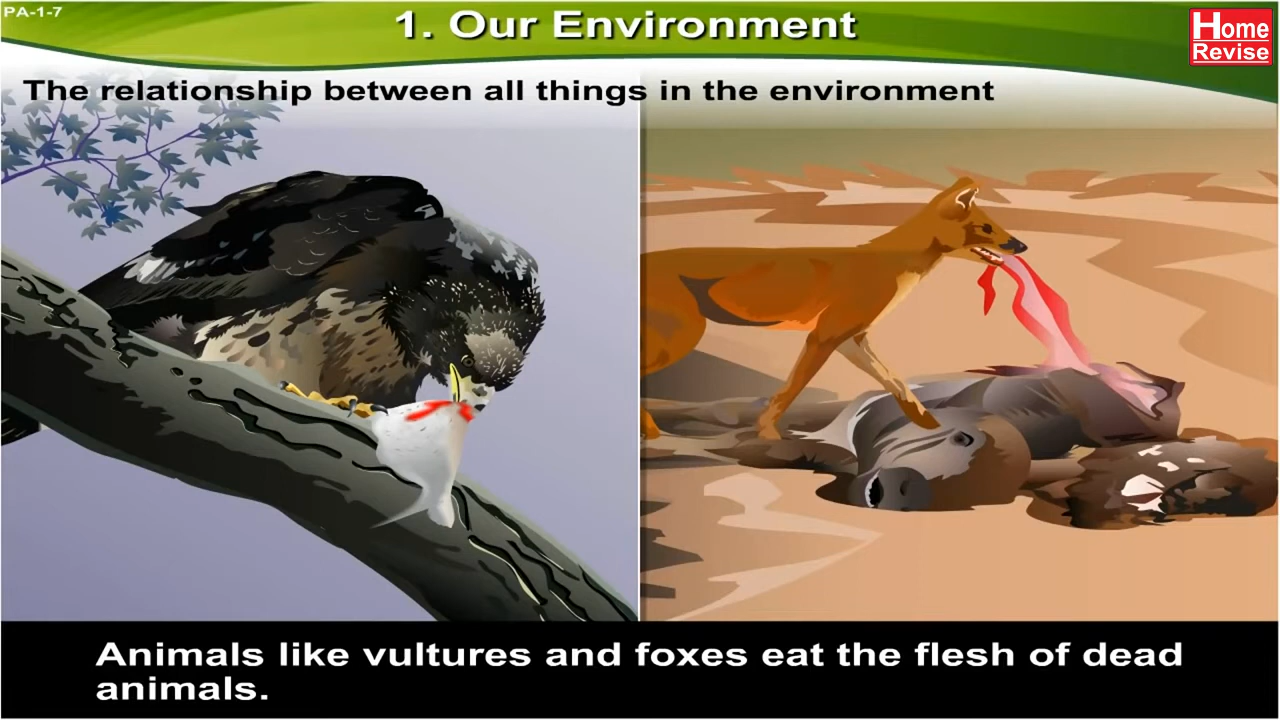 PA-1-7
1. Our Environment
Home
Revise
The relationship between all things in the environment
Animals like vultures and foxes eat the flesh of dead
animals.